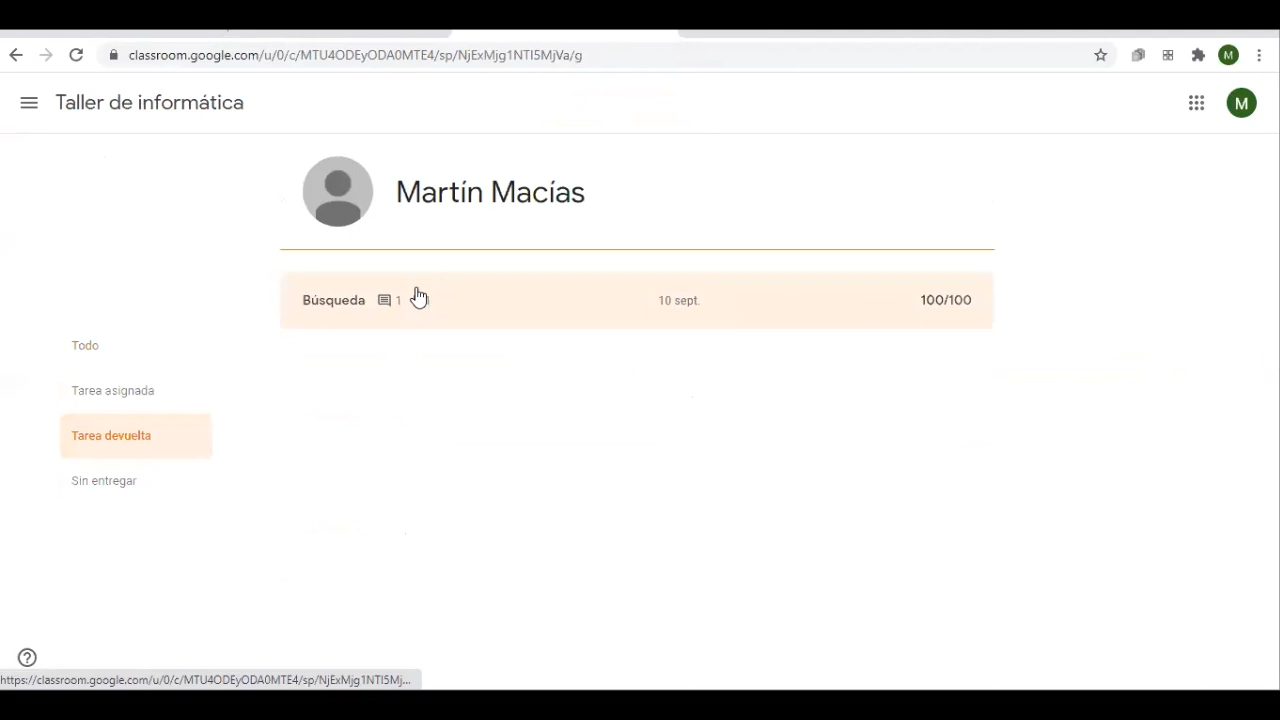 classroom.google.com/u/0/c/MTU4ODEyODA0MTE4/sp/NjExMjg1NTI5MjVa/g
M
Taller de informática
M
Martín Macías
Búsqueda 1 10 sept. 100/100
Todo
Tarea asignada
Tarea devuelta
Sin entregar
https://classroom.google.com/u/0/c/MTU4ODEyODA0MTE4/sp/NjExMjg1NTI5Mj...